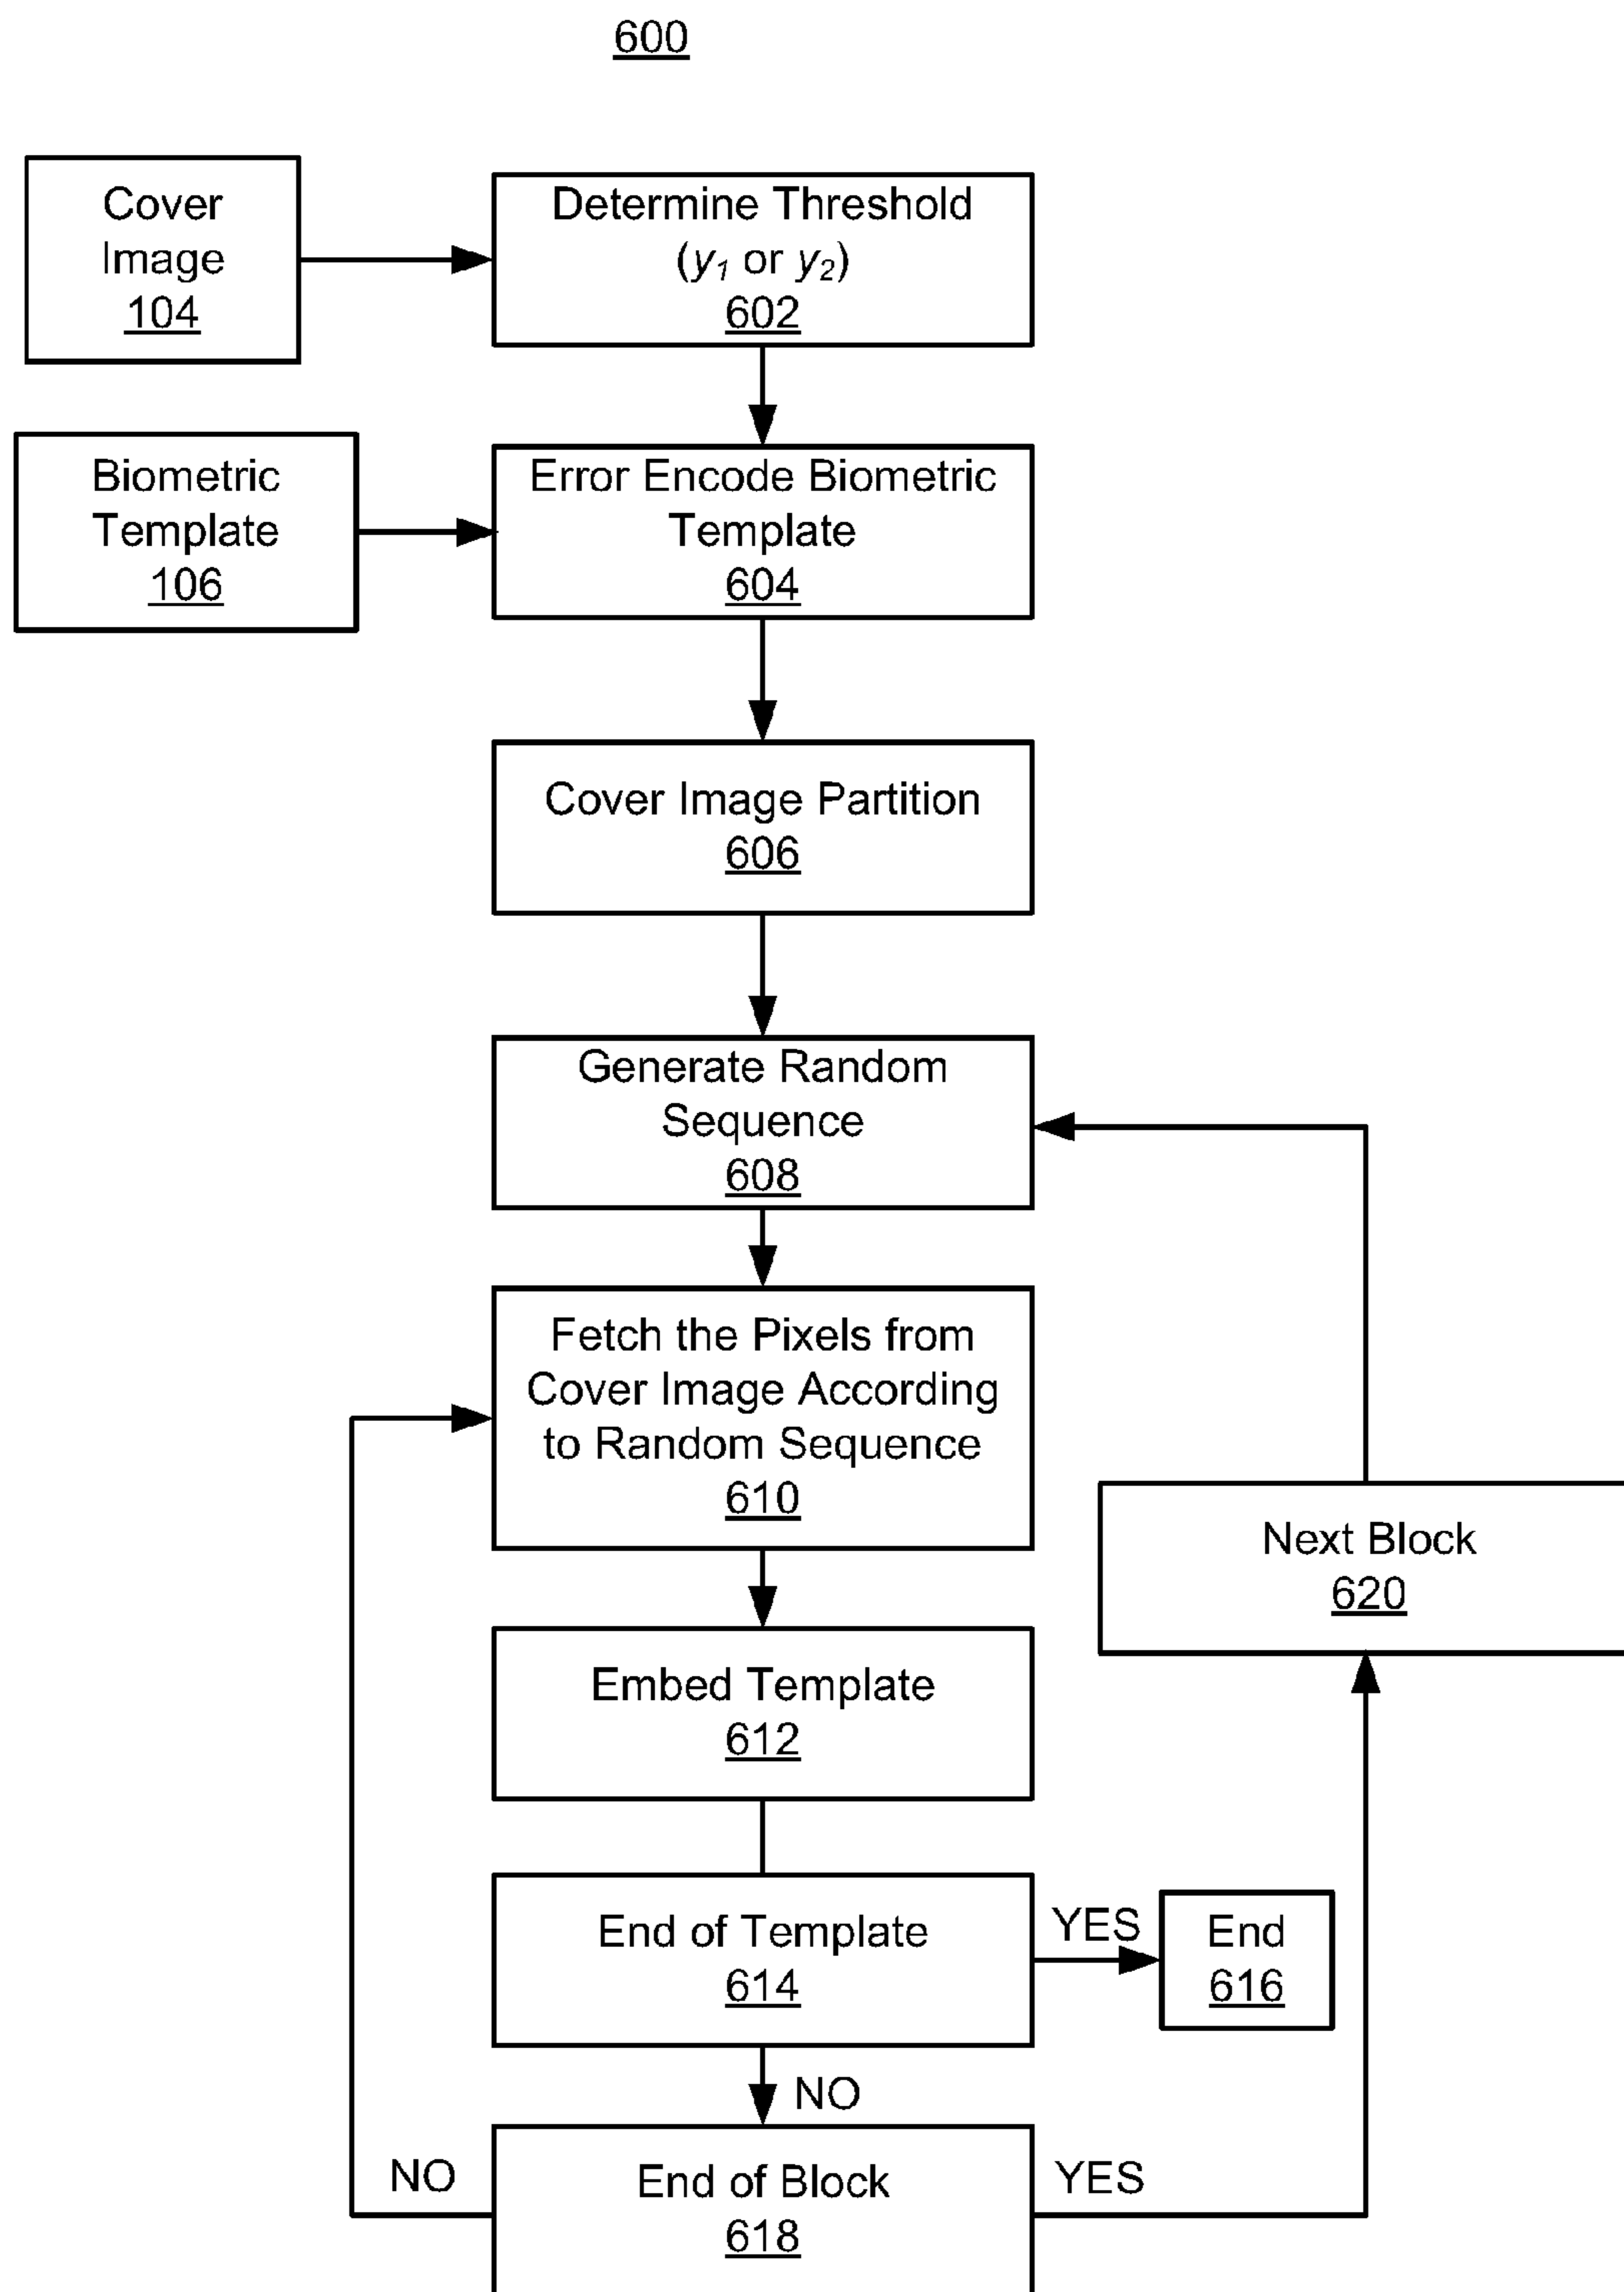 600
Cover
Image
104
Determine Threshold
(y1 or y2)
602
Biometric
Template
106
Error Encode Biometric
Template
604
Cover Image Partition
606
Generate Random
Sequence
608
Fetch the Pixels from
Cover Image According
to Random Sequence
610
Next Block
620
Embed Template
612
End of Template
614
YES
End
616
NO
NO
End of Block
618
YES